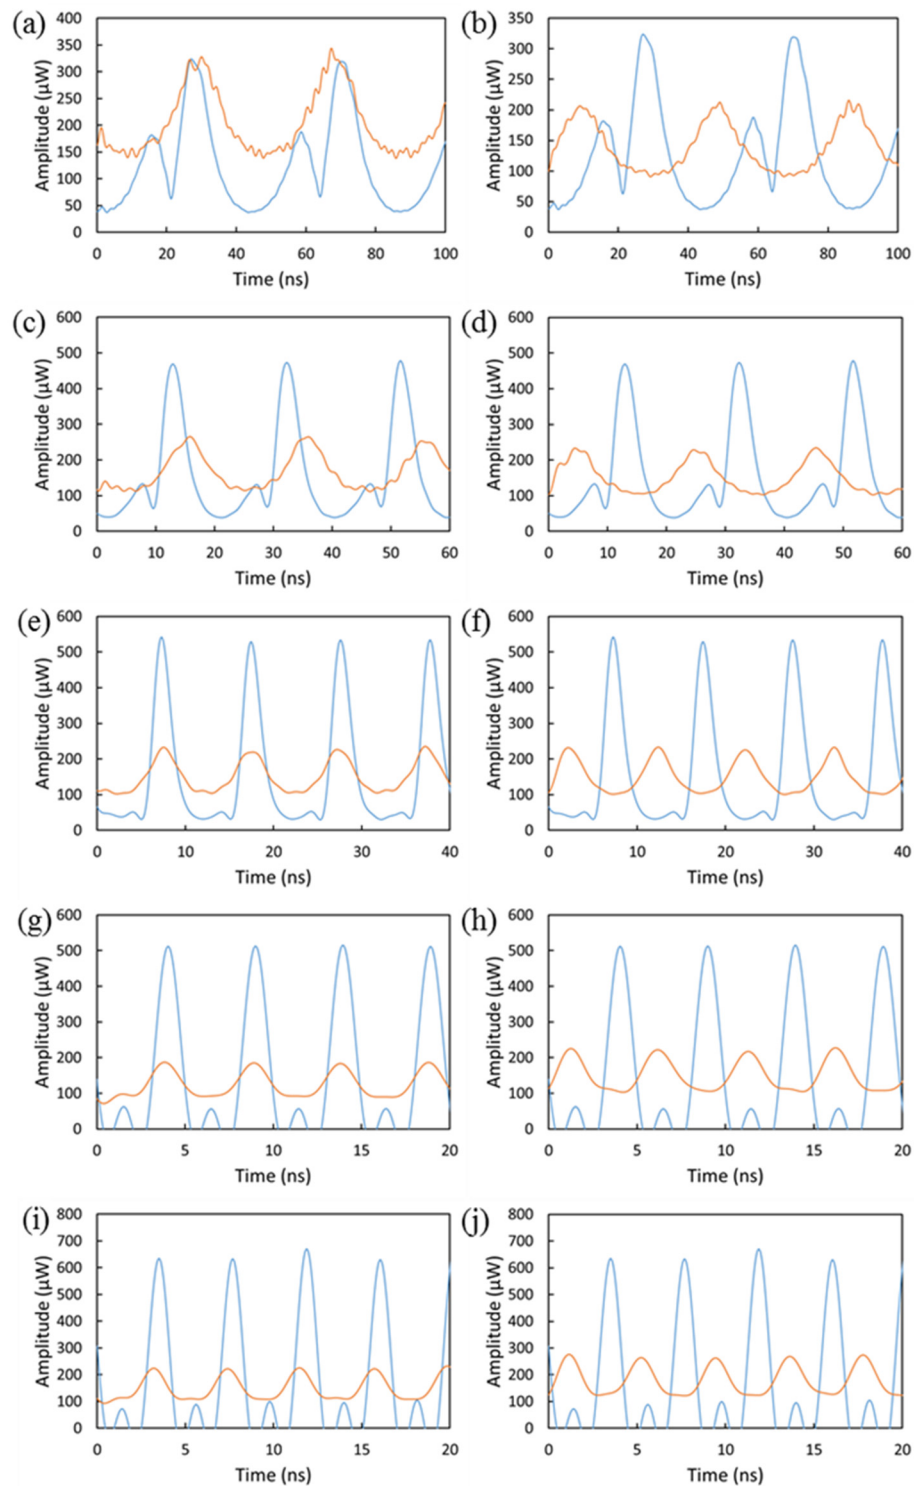 (a)
400
350
300
250
200
150
100
50
0
Amplitude (µW)
0 20 40 60 80 100
Time (ns)
(b)
350
300
250
200
150
100
50
0
Amplitude (µW)
0 20 40 60 80 100
Time (ns)
(c)
600
500
400
300
200
100
0
Amplitude (µW)
0 10 20 30 40 50 60
Time (ns)
(d)
600
500
400
300
200
100
0
Amplitude (µW)
0 10 20 30 40 50 60
Time (ns)
(e)
600
500
400
300
200
100
0
Amplitude (µW)
0 10 20 30 40
Time (ns)
(f)
600
500
400
300
200
100
0
Amplitude (µW)
0 10 20 30 40
Time (ns)
(g)
600
500
400
300
200
100
0
Amplitude (µW)
0 5 10 15 20
Time (ns)
(h)
600
500
400
300
200
100
0
Amplitude (µW)
0 5 10 15 20
Time (ns)
(i)
800
700
600
500
400
300
200
100
0
Amplitude (µW)
0 5 10 15 20
Time (ns)
(j)
800
700
600
500
400
300
200
100
0
Amplitude (µW)
0 5 10 15 20
Time (ns)